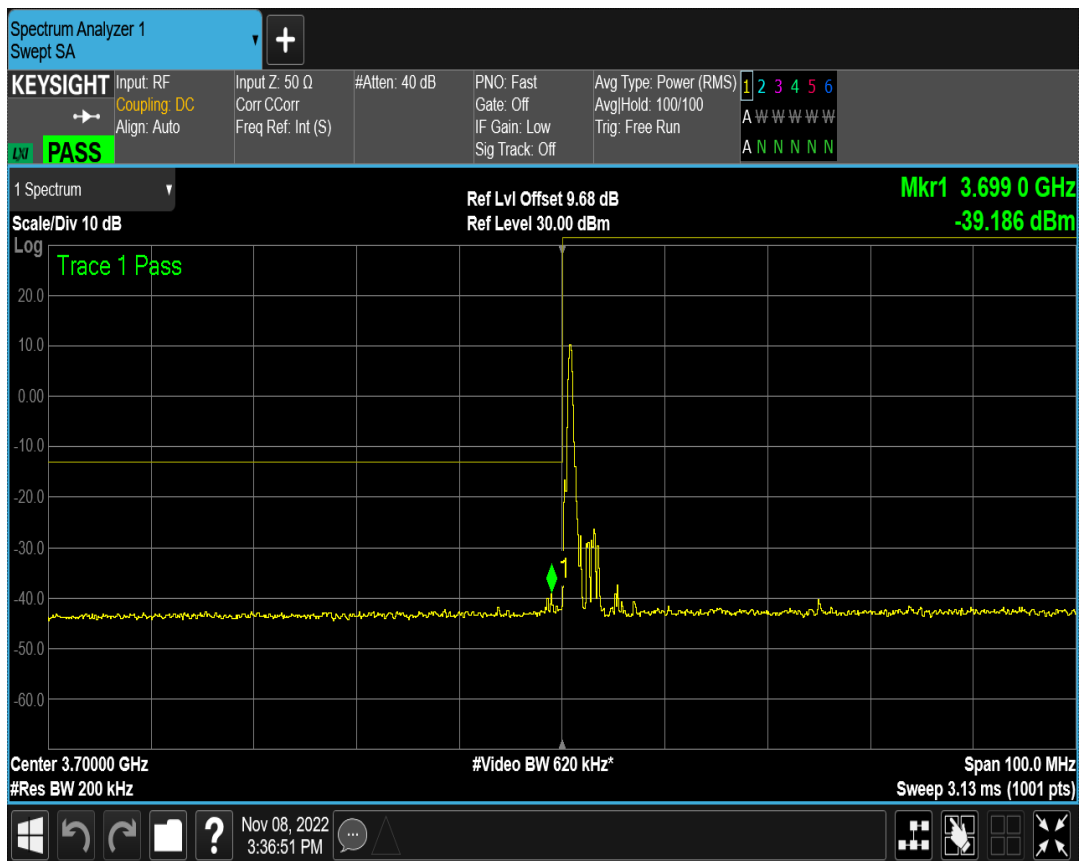 Spectrum Analyzer 1
Swept SA
+
KEYSIGHT
LXI PASS
Input: RF
Coupling: DC
Align: Auto
Input Z: 50 Ω
Corr CCorr
Freq Ref: Int (S)
#Atten: 40 dB
PNO: Fast
Gate: Off
IF Gain: Low
Sig Track: Off
Avg Type: Power (RMS)
Avg|Hold: 100/100
Trig: Free Run
1 2 3 4 5 6
A W W W W W
A N N N N N
1 Spectrum
Scale/Div 10 dB
Ref Lvl Offset 9.68 dB
Ref Level 30.00 dBm
Mkr1 3.699 0 GHz
-39.186 dBm
Log
Trace 1 Pass
20.0
10.0
0.00
-10.0
-20.0
-30.0
1
-40.0
-50.0
-60.0
Center 3.70000 GHz
#Res BW 200 kHz
#Video BW 620 kHz*
Span 100.0 MHz
Sweep 3.13 ms (1001 pts)
?
Nov 08, 2022
3:36:51 PM